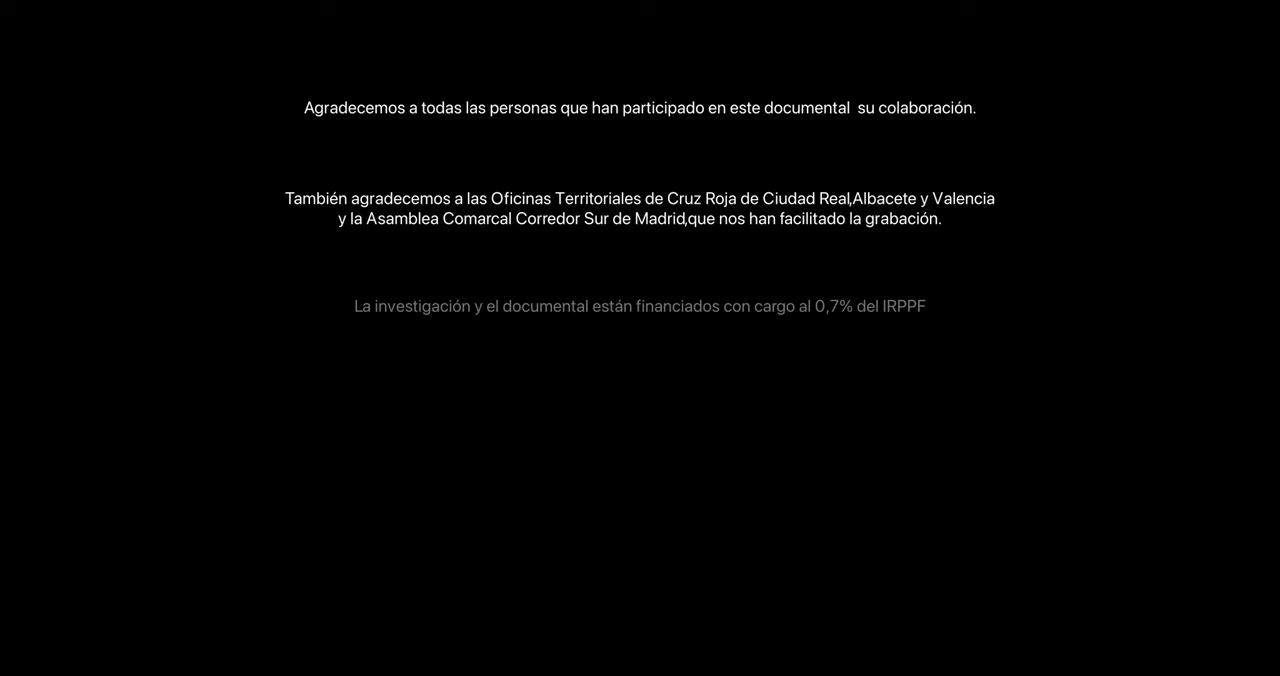 Agradecemos a todas las personas que han participado en este documental  su colaboración.
También agradecemos a las Oficinas Territoriales de Cruz Roja de Ciudad Real,Albacete y Valencia
y la Asamblea Comarcal Corredor Sur de Madrid,que nos han facilitado la grabación.
La investigación y el documental están financiados con cargo al 0,7% del IRPPF